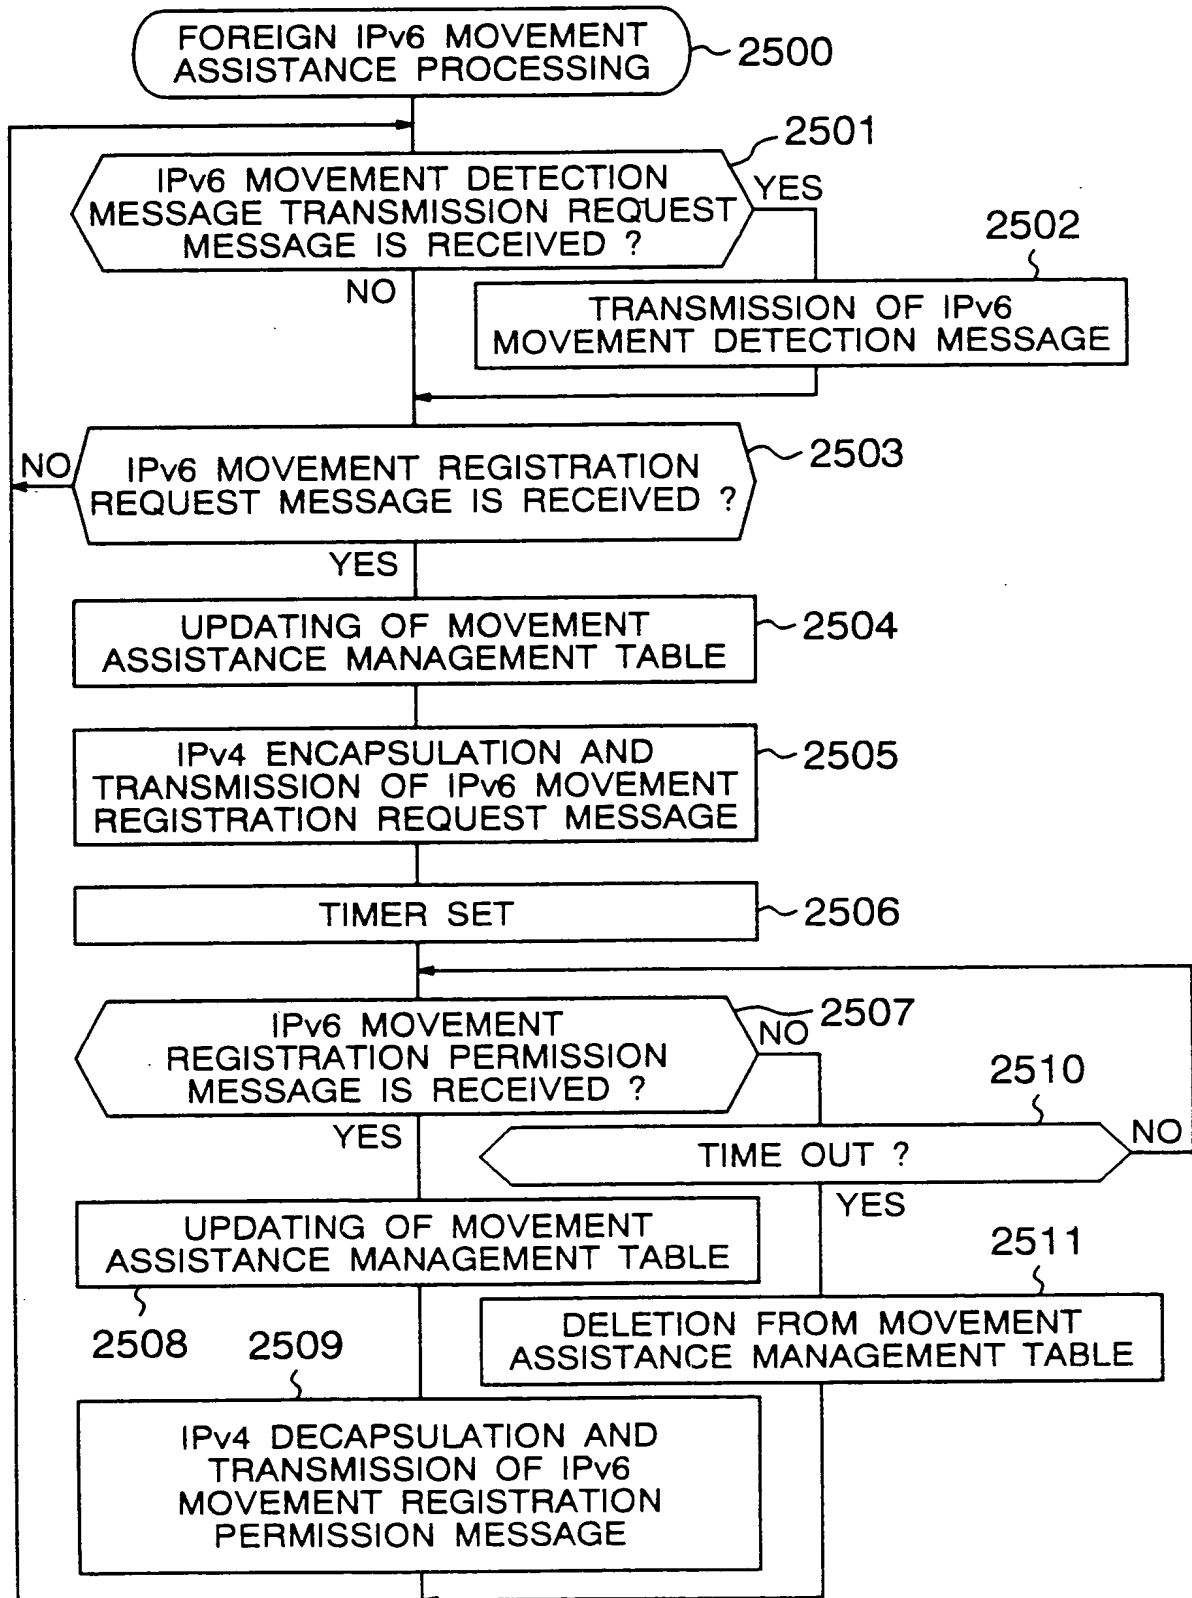 FOREIGN IPv6 MOVEMENT
ASSISTANCE PROCESSING
2500
2501
IPv6 MOVEMENT DETECTION
MESSAGE TRANSMISSION REQUEST
MESSAGE IS RECEIVED ?
YES
2502
NO
TRANSMISSION OF IPv6
MOVEMENT DETECTION MESSAGE
NO
IPv6 MOVEMENT REGISTRATION
REQUEST MESSAGE IS RECEIVED ?
2503
YES
UPDATING OF MOVEMENT
ASSISTANCE MANAGEMENT TABLE
2504
IPv4 ENCAPSULATION AND
TRANSMISSION OF IPv6 MOVEMENT
REGISTRATION REQUEST MESSAGE
2505
TIMER SET
2506
IPv6 MOVEMENT
REGISTRATION PERMISSION
MESSAGE IS RECEIVED ?
NO
2507
2510
YES
TIME OUT ?
NO
YES
UPDATING OF MOVEMENT
ASSISTANCE MANAGEMENT TABLE
2511
2508
2509
DELETION FROM MOVEMENT
ASSISTANCE MANAGEMENT TABLE
IPv4 DECAPSULATION AND
TRANSMISSION OF IPv6
MOVEMENT REGISTRATION
PERMISSION MESSAGE